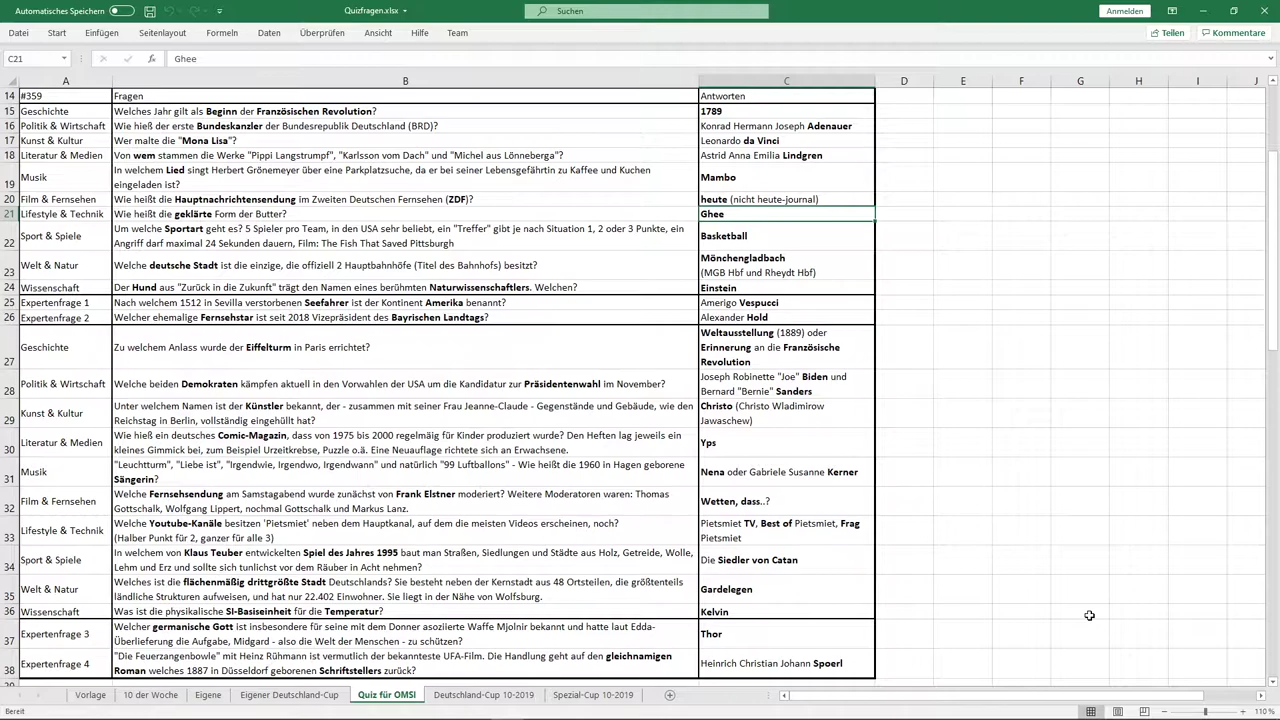 Automatisches Speichern
Quizfragen.xlsx
Suchen
Anmelden
Datei Start Einfügen Seitenlayout Formeln Daten Überprüfen Ansicht Hilfe Team
Teilen Kommentare
C21 Ghee
A B C D E F G H I J
14 #359 Fragen Antworten
15 Geschichte Welches Jahr gilt als Beginn der Französischen Revolution? 1789
16 Politik & Wirtschaft Wie hieß der erste Bundeskanzler der Bundesrepublik Deutschland (BRD)? Konrad Hermann Joseph Adenauer
17 Kunst & Kultur Wer malte die "Mona Lisa"? Leonardo da Vinci
18 Literatur & Medien Von wem stammen die Werke "Pippi Langstrumpf", "Karlsson vom Dach" und "Michel aus Lönneberga"? Astrid Anna Emilia Lindgren
19 Musik In welchem Lied singt Herbert Grönemeyer über eine Parkplatzsuche, da er bei seiner Lebensgefährtin zu Kaffee und Kuchen
eingeladen ist? Mambo
20 Film & Fernsehen Wie heißt die Hauptnachrichtensendung im Zweiten Deutschen Fernsehen (ZDF)? heute (nicht heute-journal)
21 Lifestyle & Technik Wie heißt die geklärte Form der Butter? Ghee
22 Sport & Spiele Um welche Sportart geht es? 5 Spieler pro Team, in den USA sehr beliebt, ein "Treffer" gibt je nach Situation 1, 2 oder 3 Punkte, ein
Angriff darf maximal 24 Sekunden dauern, Film: The Fish That Saved Pittsburgh Basketball
23 Welt & Natur Welche deutsche Stadt ist die einzige, die offiziell 2 Hauptbahnhöfe (Titel des Bahnhofs) besitzt? Mönchengladbach
(MGB Hbf und Rheydt Hbf)
24 Wissenschaft Der Hund aus "Zurück in die Zukunft" trägt den Namen eines berühmten Naturwissenschaftlers. Welchen? Einstein
25 Expertenfrage 1 Nach welchem 1512 in Sevilla verstorbenen Seefahrer ist der Kontinent Amerika benannt? Amerigo Vespucci
26 Expertenfrage 2 Welcher ehemalige Fernsehstar ist seit 2018 Vizepräsident des Bayrischen Landtags? Alexander Hold
27 Geschichte Zu welchem Anlass wurde der Eiffelturm in Paris errichtet? Weltausstellung (1889) oder
Erinnerung an die Französische
Revolution
28 Politik & Wirtschaft Welche beiden Demokraten kämpfen aktuell in den Vorwahlen der USA um die Kandidatur zur Präsidentenwahl im November? Joseph Robinette "Joe" Biden und
Bernard "Bernie" Sanders
29 Kunst & Kultur Unter welchem Namen ist der Künstler bekannt, der - zusammen mit seiner Frau Jeanne-Claude - Gegenstände und Gebäude, wie den
Reichstag in Berlin, vollständig eingehüllt hat? Christo (Christo Wladimirow
Jawaschew)
30 Literatur & Medien Wie hieß ein deutsches Comic-Magazin, dass von 1975 bis 2000 regelmäig für Kinder produziert wurde? Den Heften lag jeweils ein
kleines Gimmick bei, zum Beispiel Urzeitkrebse, Puzzle o.ä. Eine Neuauflage richtete sich an Erwachsene. Yps
31 Musik "Leuchtturm", "Liebe ist", "Irgendwie, Irgendwo, Irgendwann" und natürlich "99 Luftballons" - Wie heißt die 1960 in Hagen geborene
Sängerin? Nena oder Gabriele Susanne Kerner
32 Film & Fernsehen Welche Fernsehsendung am Samstagabend wurde zunächst von Frank Elstner moderiert? Weitere Moderatoren waren: Thomas
Gottschalk, Wolfgang Lippert, nochmal Gottschalk und Markus Lanz. Wetten, dass..?
33 Lifestyle & Technik Welche Youtube-Kanäle besitzen 'Pietsmiet' neben dem Hauptkanal, auf dem die meisten Videos erscheinen, noch?
(Halber Punkt für 2, ganzer für alle 3) Pietsmiet TV, Best of Pietsmiet, Frag
Pietsmiet
34 Sport & Spiele In welchem von Klaus Teuber entwickelten Spiel des Jahres 1995 baut man Straßen, Siedlungen und Städte aus Holz, Getreide, Wolle,
Lehm und Erz und sollte sich tunlichst vor dem Räuber in Acht nehmen? Die Siedler von Catan
35 Welt & Natur Welches ist die flächenmäßig drittgrößte Stadt Deutschlands? Sie besteht neben der Kernstadt aus 48 Ortsteilen, die größtenteils
ländliche Strukturen aufweisen, und hat nur 22.402 Einwohner. Sie liegt in der Nähe von Wolfsburg. Gardelegen
36 Wissenschaft Was ist die physikalische SI-Basiseinheit für die Temperatur? Kelvin
37 Expertenfrage 3 Welcher germanische Gott ist insbesondere für seine mit dem Donner asoziierte Waffe Mjolnir bekannt und hatte laut Edda-
Überlieferung die Aufgabe, Midgard - also die Welt der Menschen - zu schützen? Thor
38 Expertenfrage 4 "Die Feuerzangenbowle" mit Heinz Rühmann ist vermutlich der bekannteste UFA-Film. Die Handlung geht auf den gleichnamigen
Roman welches 1887 in Düsseldorf geborenen Schriftstellers zurück? Heinrich Christian Johann Spoerl
Vorlage 10 der Woche Eigene Eigener Deutschland-Cup Quiz für OMSI Deutschland-Cup 10-2019 Spezial-Cup 10-2019
Bereit 110 %